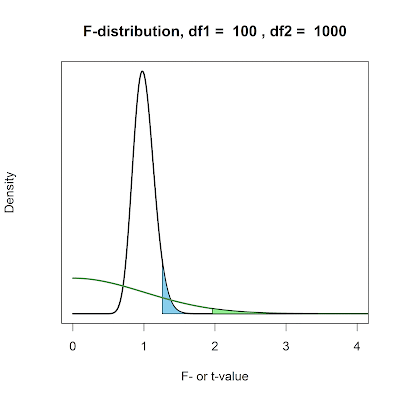 F-distribution, df1 =  100 , df2 =  1000
Density
0 1 2 3 4
F- or t-value